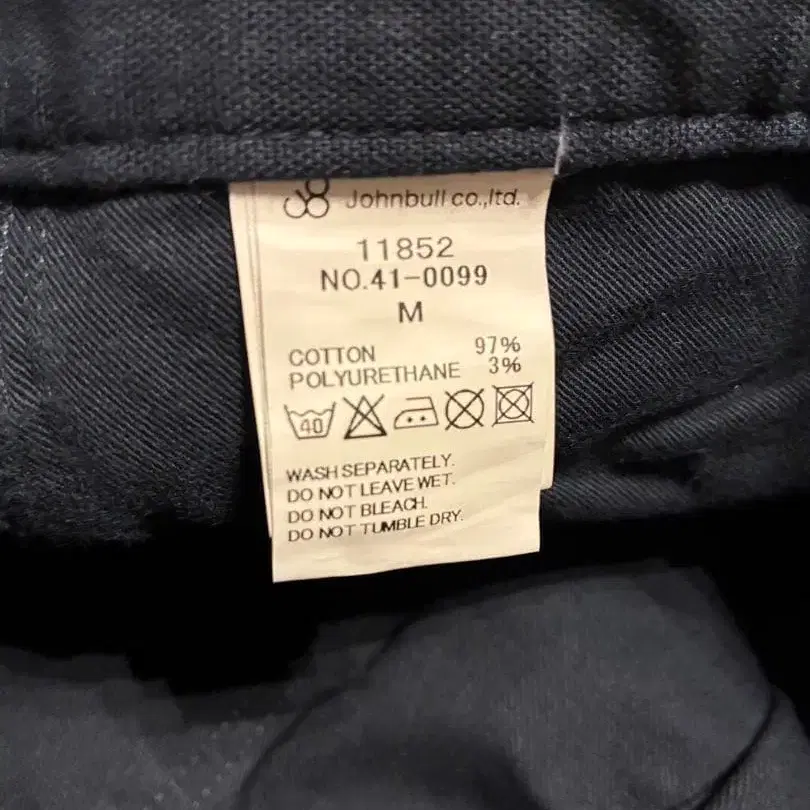 Johnbull co.,ltd.
11852
NO.41-0099
M
COTTON 97%
POLYURETHANE 3%
40
WASH SEPARATELY.
DO NOT LEAVE WET.
DO NOT BLEACH.
DO NOT TUMBLE DRY.